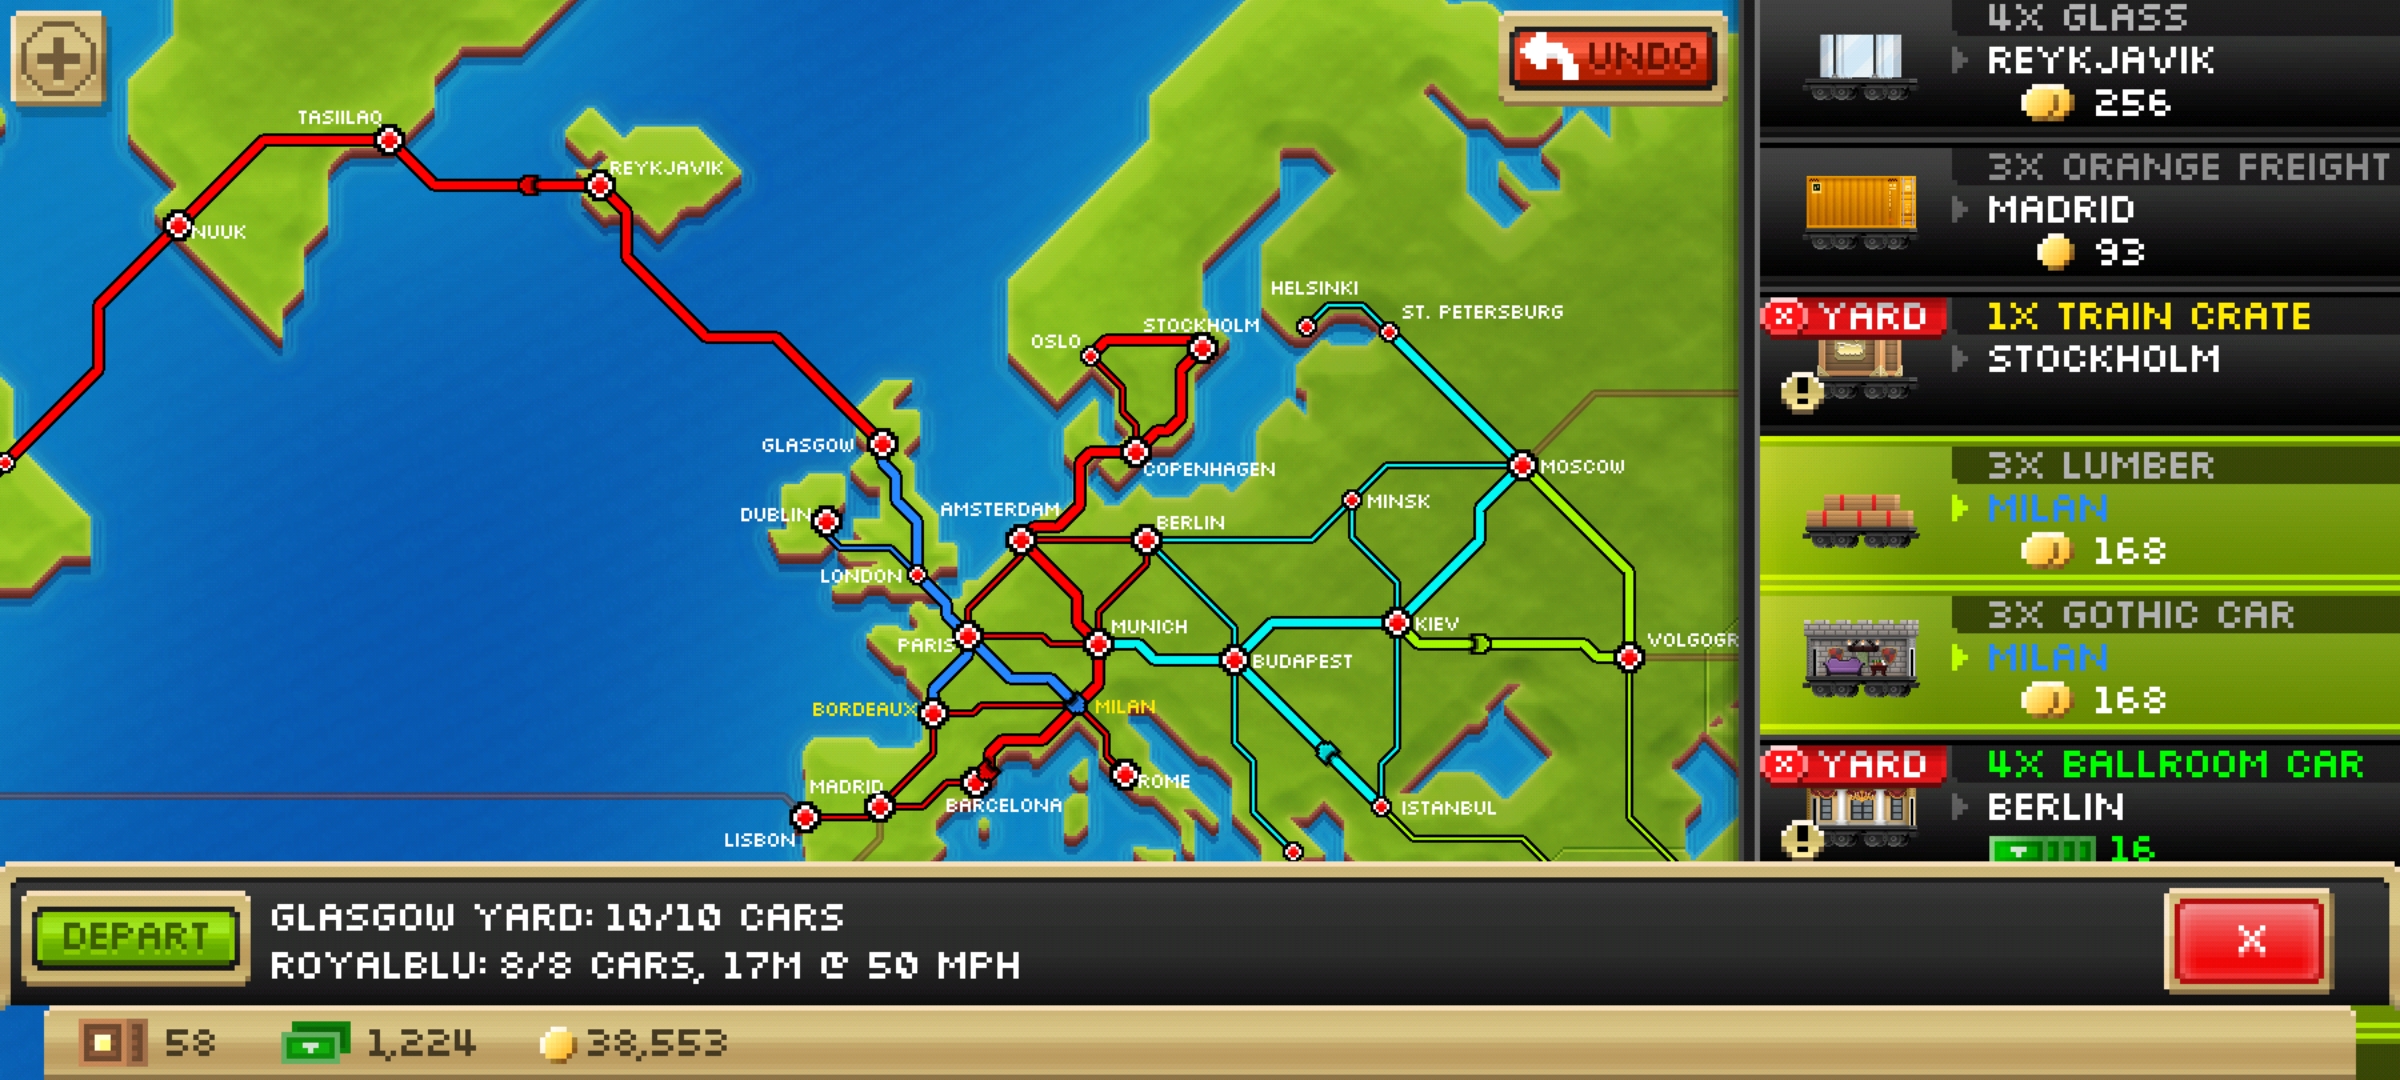 UNDO
TASIILAQ
REYKJAVIK
NUUK
HELSINKI
ST. PETERSBURG
STOCKHOLM
OSLO
GLASGOW
COPENHAGEN
MOSCOW
MINSK
DUBLIN
AMSTERDAM
BERLIN
LONDON
MUNICH
KIEV
PARIS
BUDAPEST
VOLGOGR
BORDEAUX
MILAN
MADRID
ROME
BARCELONA
ISTANBUL
LISBON
4X GLASS
REYKJAVIK
256
3X ORANGE FREIGHT
MADRID
93
YARD
1X TRAIN CRATE
STOCKHOLM
3X LUMBER
MILAN
168
3X GOTHIC CAR
MILAN
168
YARD
4X BALLROOM CAR
BERLIN
16
DEPART
GLASGOW YARD: 10/10 CARS
ROYALBLU: 8/8 CARS, 17M @ 50 MPH
X
58
1,224
38,553